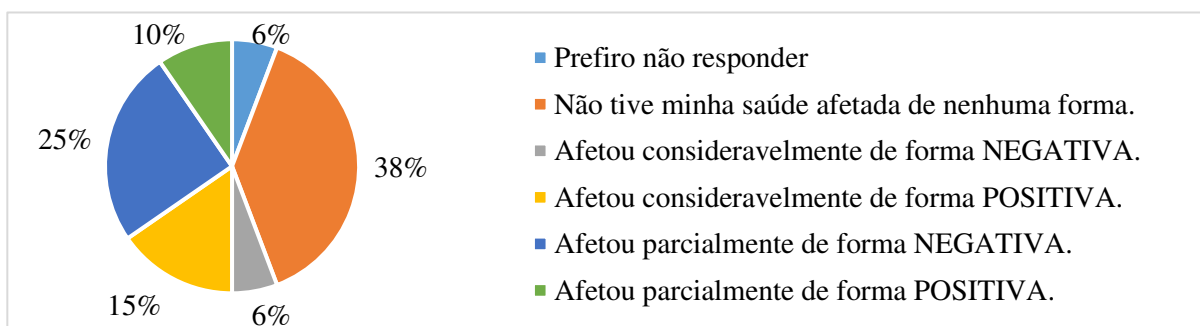 10%
6%
25%
38%
15%
6%
Prefiro não responder
Não tive minha saúde afetada de nenhuma forma.
Afetou consideravelmente de forma NEGATIVA.
Afetou consideravelmente de forma POSITIVA.
Afetou parcialmente de forma NEGATIVA.
Afetou parcialmente de forma POSITIVA.